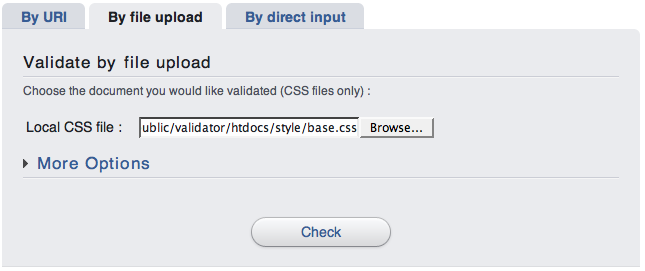 By URI By file upload By direct input
Validate by file upload
Choose the document you would like validated (CSS files only) :
Local CSS file : ublic/validator/htdocs/style/base.css Browse...
More Options
Check